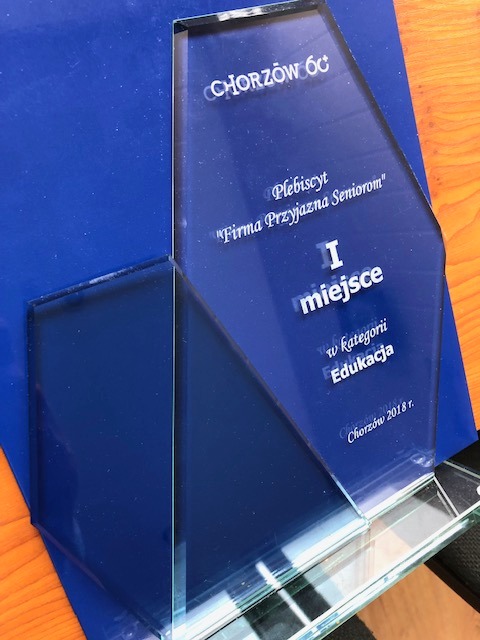 CHORZÓW 60+
Plebiscyt
"Firma Przyjazna Seniorom"
I
miejsce
w kategorii
Edukacja
Chorzów 2018 r.